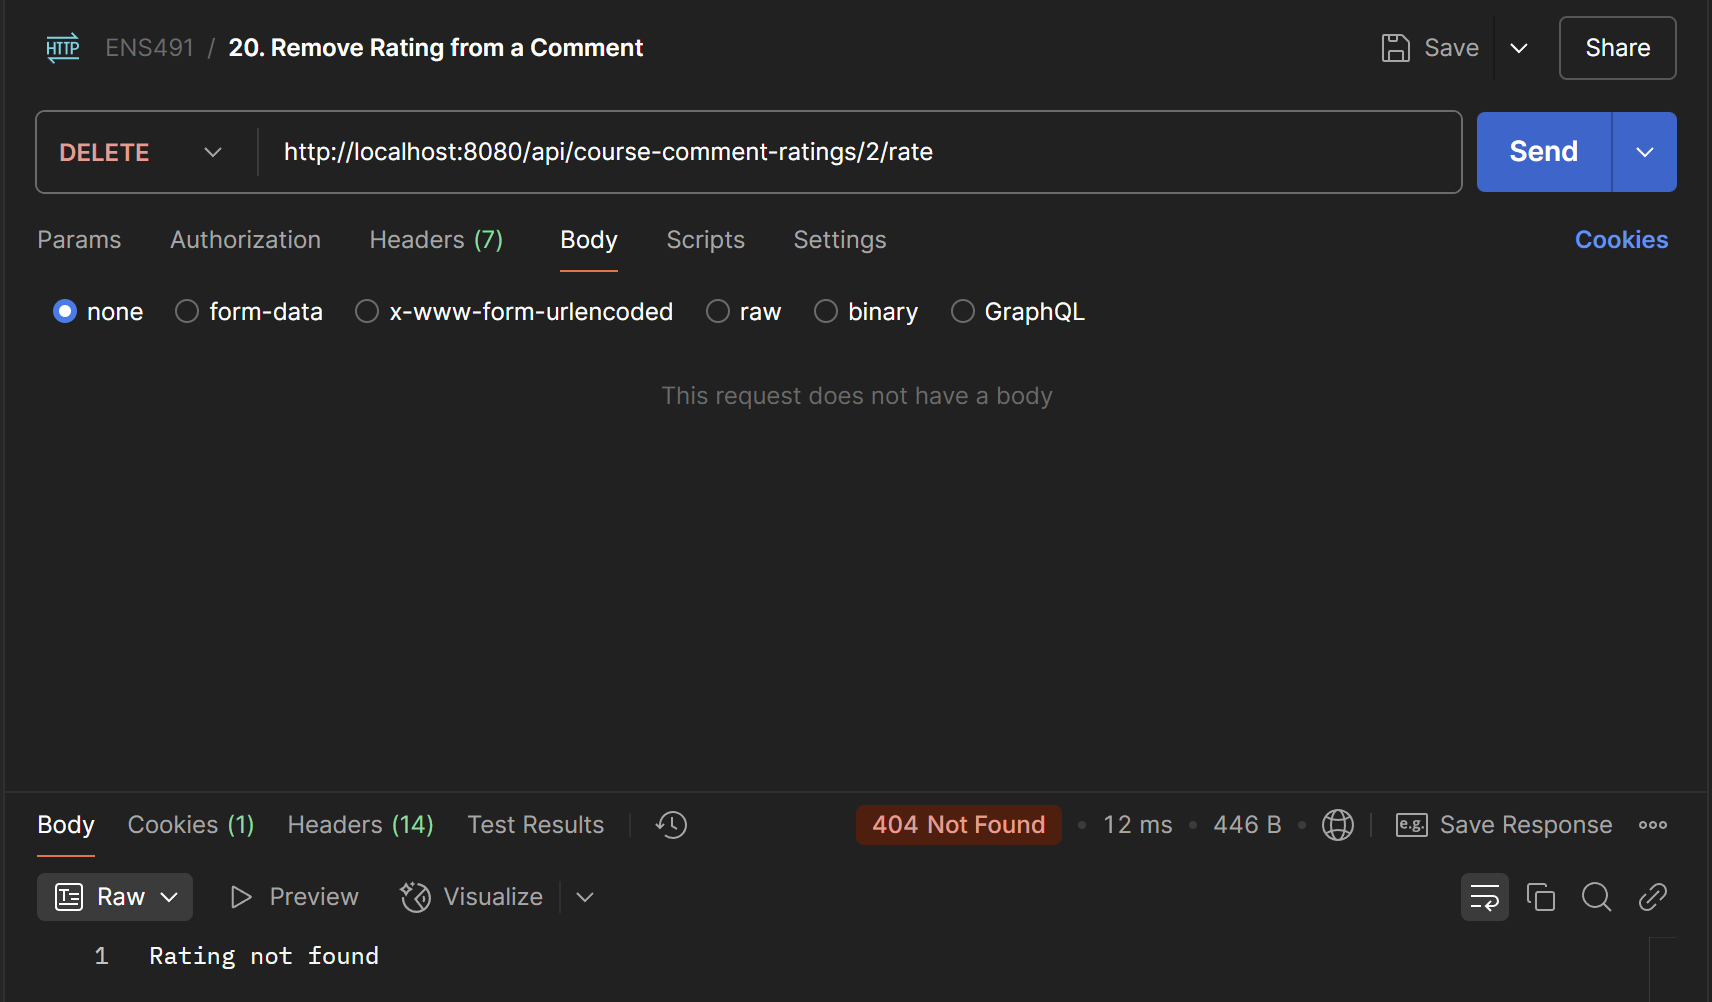 HTTP ENS491 / 20. Remove Rating from a Comment Save Share
DELETE http://localhost:8080/api/course-comment-ratings/2/rate Send
Params Authorization Headers (7) Body Scripts Settings Cookies
none form-data x-www-form-urlencoded raw binary GraphQL
This request does not have a body
Body Cookies (1) Headers (14) Test Results 404 Not Found • 12 ms • 446 B • e.g. Save Response
Raw Preview Visualize
1 Rating not found